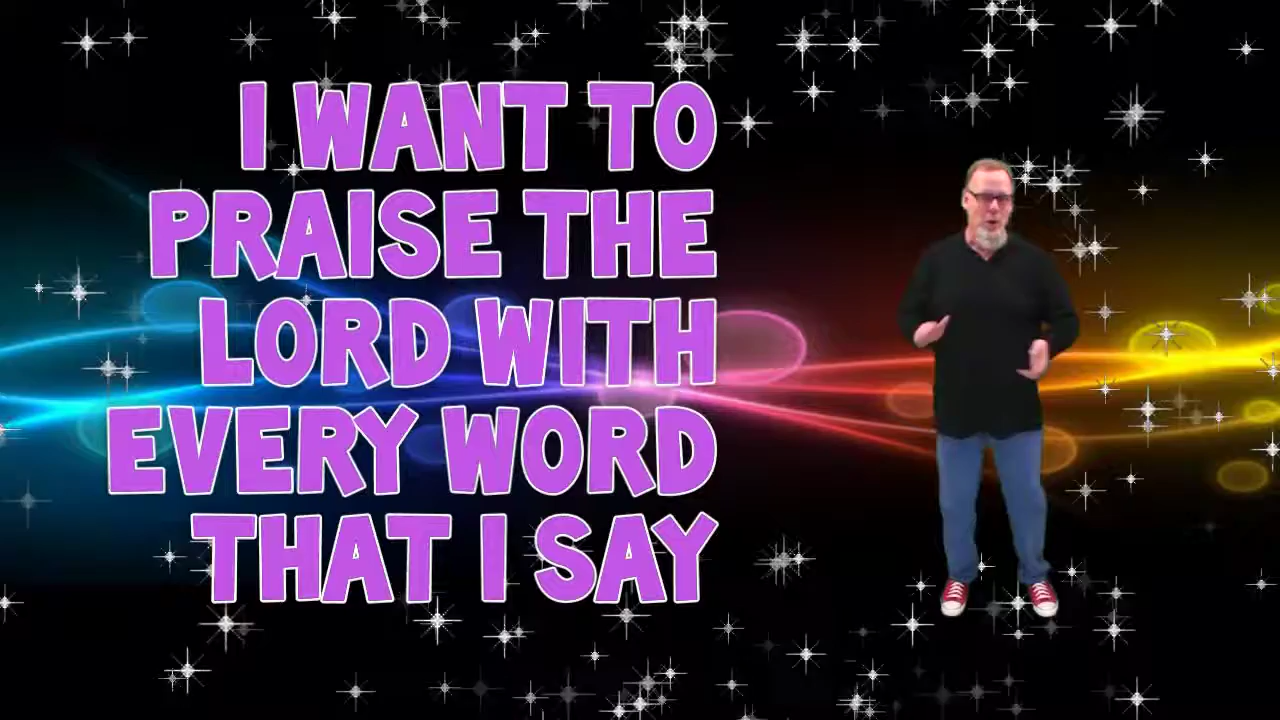 I WANT TO
PRAISE THE
LORD WITH
EVERY WORD
THAT I SAY